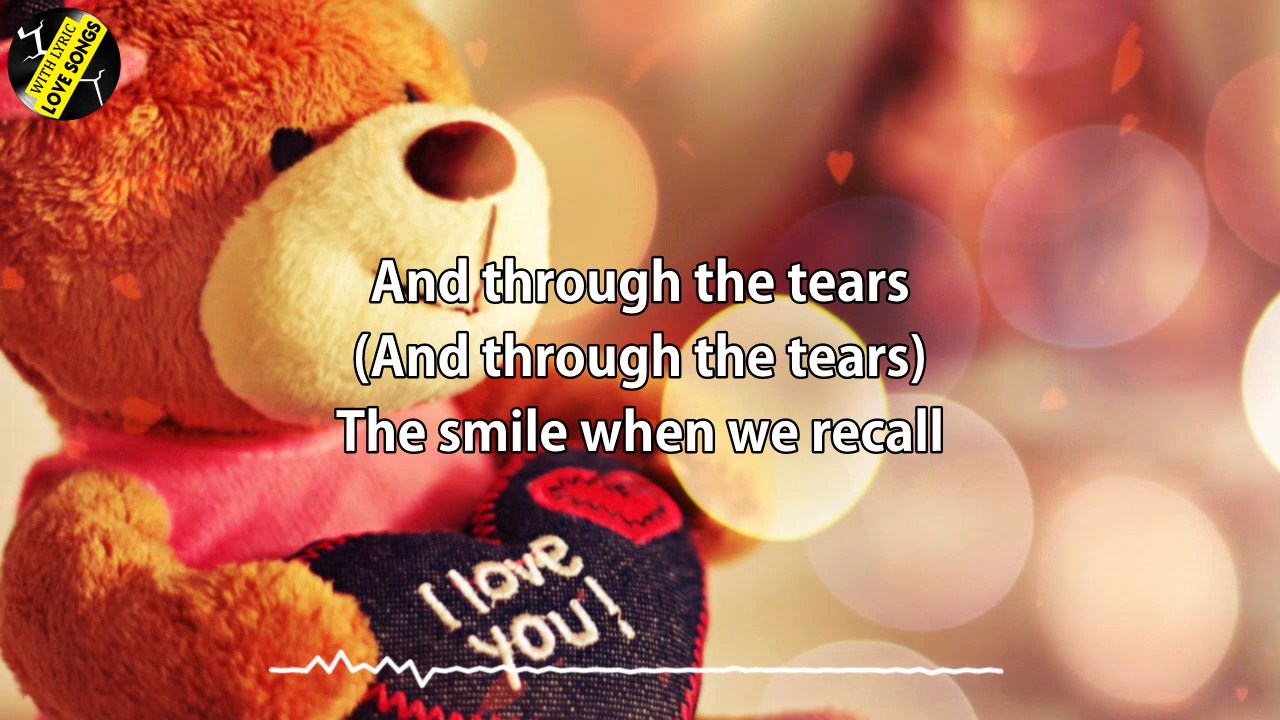 WITH LYRIC
LOVE SONGS
And through the tears
(And through the tears)
The smile when we recall
I love
you!